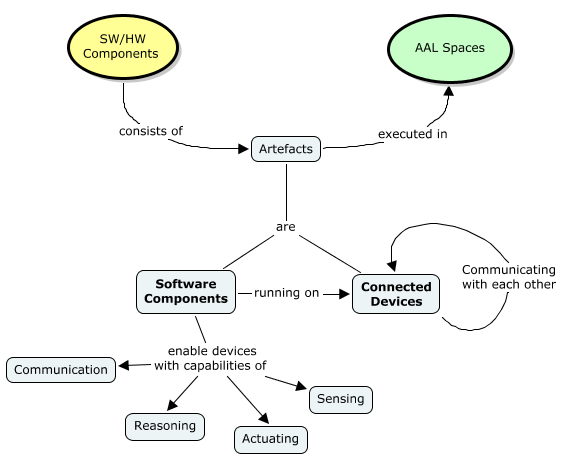 SW/HW
Components
AAL Spaces
consists of
executed in
Artefacts
are
Software
Components
running on
Connected
Devices
Communicating
with each other
enable devices
with capabilities of
Communication
Sensing
Reasoning
Actuating